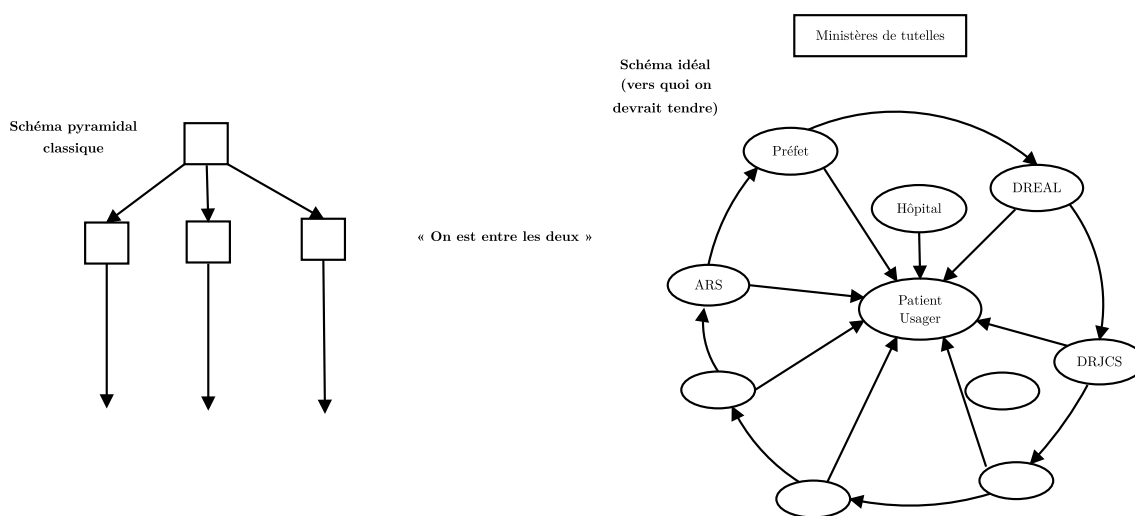 Schéma pyramidal
classique
« On est entre les deux »
Ministères de tutelles
Schéma idéal
(vers quoi on
devrait tendre)
Préfet
DREAL
Hôpital
ARS
Patient
Usager
DRJCS